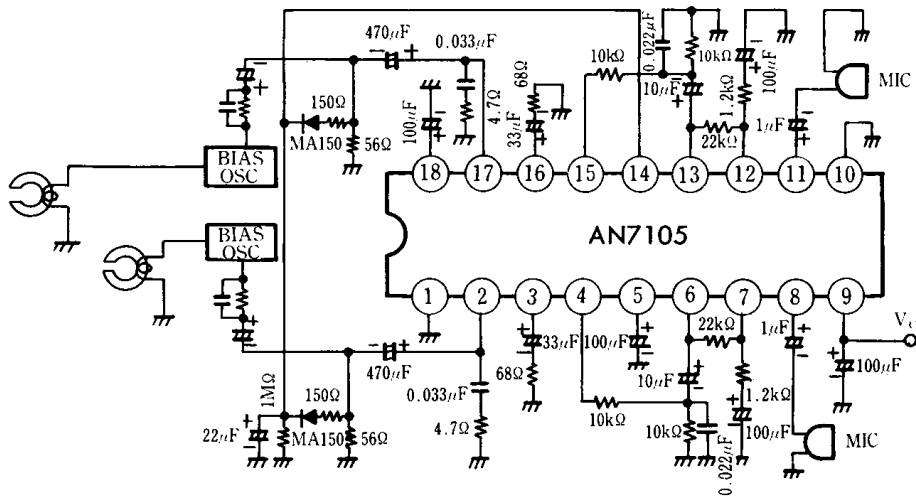 470μF
0.033μF
10kΩ
0.022μF
10kΩ
100μF
MIC
150Ω
MA150
56Ω
100μF
4.7Ω
68Ω
33μF
10μF
1.2kΩ
22kΩ
1μF
BIAS
OSC
18
17
16
15
14
13
12
11
10
AN7105
BIAS
OSC
1
2
3
4
5
6
7
8
9
470μF
33μF
68Ω
100μF
22kΩ
10μF
1μF
100μF
1MΩ
150Ω
MA150
56Ω
22μF
0.033μF
4.7Ω
10kΩ
10kΩ
0.022μF
1.2kΩ
100μF
MIC